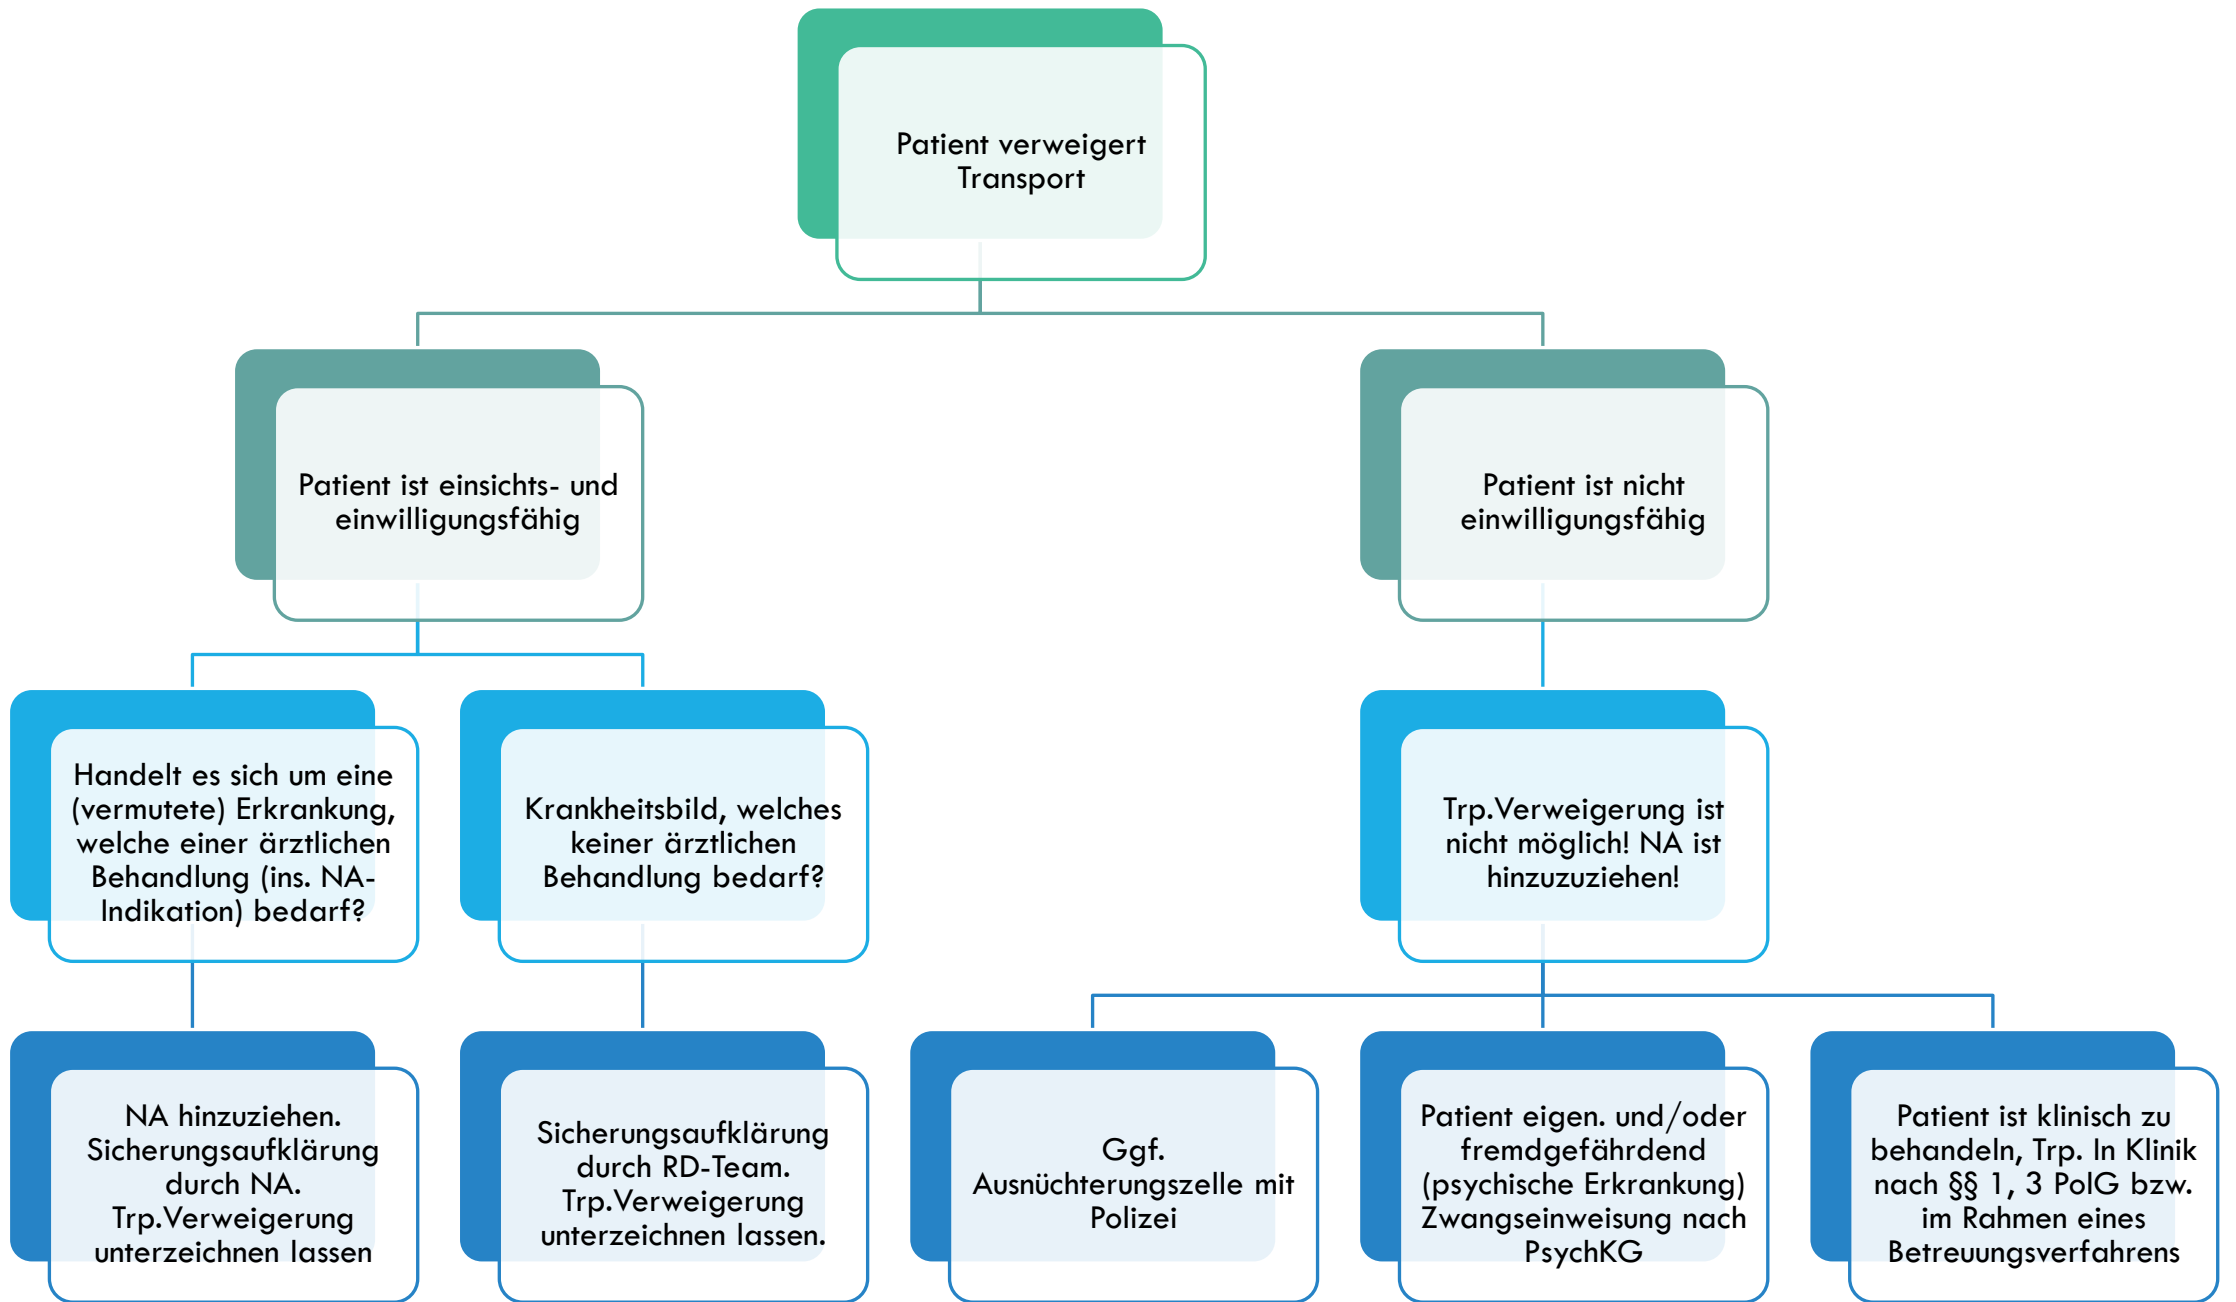 Patient verweigert
Transport
Patient ist einsichts- und
einwilligungsfähig
Patient ist nicht
einwilligungsfähig
Handelt es sich um eine
(vermutete) Erkrankung,
welche einer ärztlichen
Behandlung (ins. NA-
Indikation) bedarf?
Krankheitsbild, welches
keiner ärztlichen
Behandlung bedarf?
Trp.Verweigerung ist
nicht möglich! NA ist
hinzuzuziehen!
NA hinzuziehen.
Sicherungsaufklärung
durch NA.
Trp.Verweigerung
unterzeichnen lassen
Sicherungsaufklärung
durch RD-Team.
Trp.Verweigerung
unterzeichnen lassen.
Ggf.
Ausnüchterungszelle mit
Polizei
Patient eigen. und/oder
fremdgefährdend
(psychische Erkrankung)
Zwangseinweisung nach
PsychKG
Patient ist klinisch zu
behandeln, Trp. In Klinik
nach §§ 1, 3 PolG bzw.
im Rahmen eines
Betreuungsverfahrens